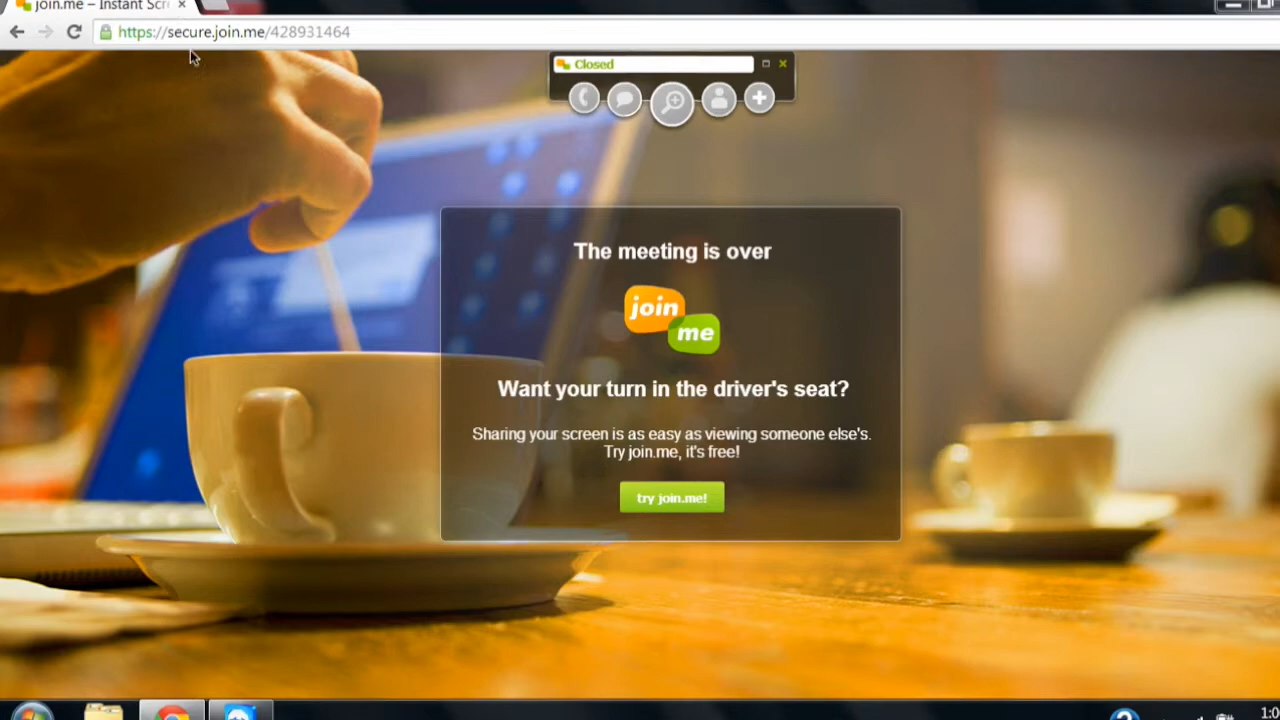 join.me – Instant Scr
https://secure.join.me/428931464
Closed
The meeting is over
join
me
Want your turn in the driver's seat?
Sharing your screen is as easy as viewing someone else's.
Try join.me, it's free!
try join.me!